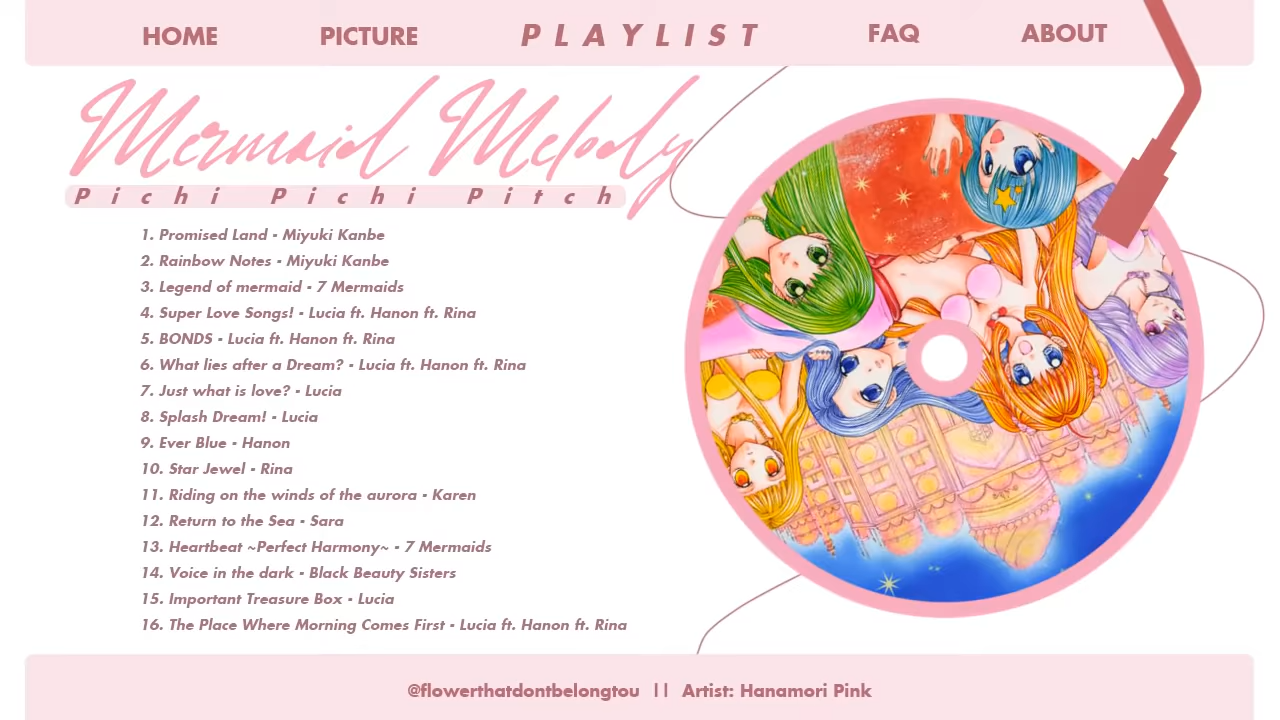 HOME PICTURE PLAYLIST FAQ ABOUT
Mermaid Melody
Pichi Pichi Pitch
1. Promised Land - Miyuki Kanbe
2. Rainbow Notes - Miyuki Kanbe
3. Legend of mermaid - 7 Mermaids
4. Super Love Songs! - Lucia ft. Hanon ft. Rina
5. BONDS - Lucia ft. Hanon ft. Rina
6. What lies after a Dream? - Lucia ft. Hanon ft. Rina
7. Just what is love? - Lucia
8. Splash Dream! - Lucia
9. Ever Blue - Hanon
10. Star Jewel - Rina
11. Riding on the winds of the aurora - Karen
12. Return to the Sea - Sara
13. Heartbeat ~Perfect Harmony~ - 7 Mermaids
14. Voice in the dark - Black Beauty Sisters
15. Important Treasure Box - Lucia
16. The Place Where Morning Comes First - Lucia ft. Hanon ft. Rina
@flowerthatdontbelongtou || Artist: Hanamori Pink